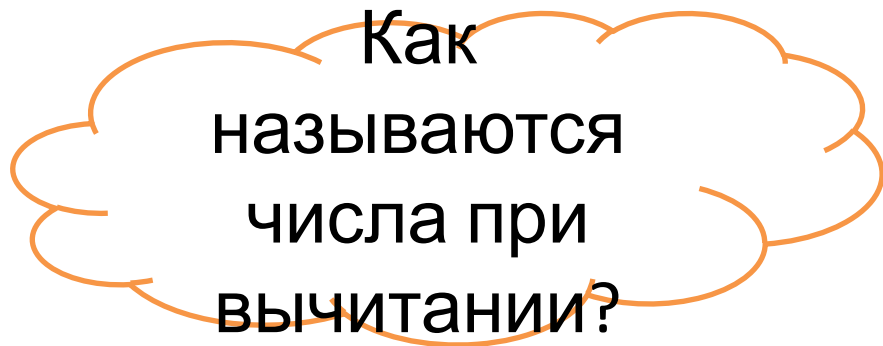 Как
называются
числа при
вычитании?